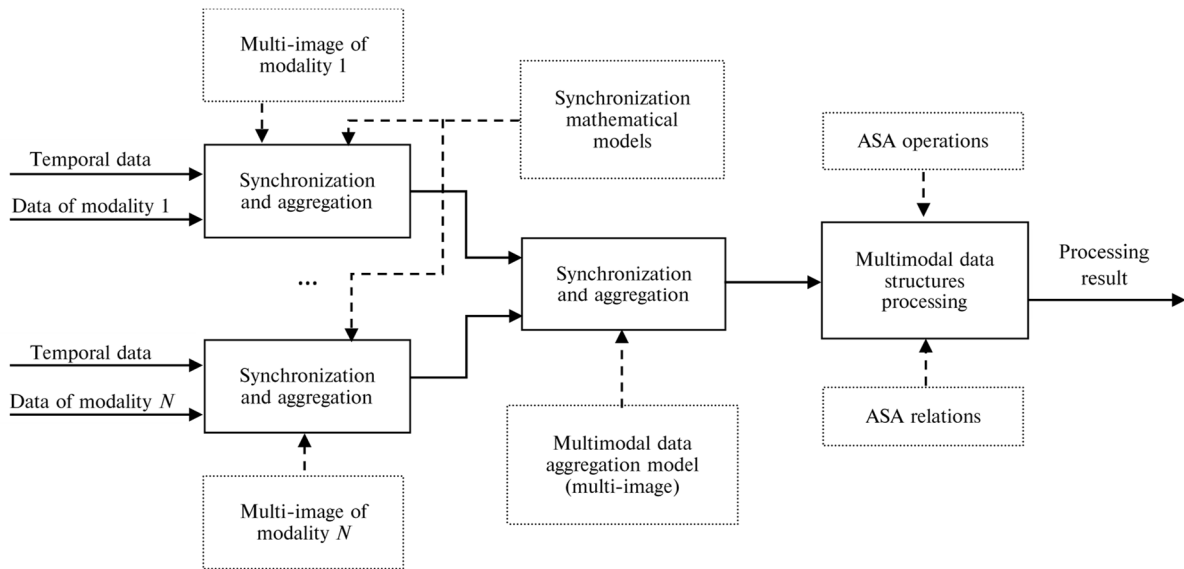 Multi-image of
modality 1
Synchronization
mathematical
models
ASA operations
Temporal data
Data of modality 1
Synchronization
and aggregation
Multimodal data
structures
processing
Processing
result
Synchronization
and aggregation
...
Temporal data
Data of modality N
Synchronization
and aggregation
ASA relations
Multimodal data
aggregation model
(multi-image)
Multi-image of
modality N